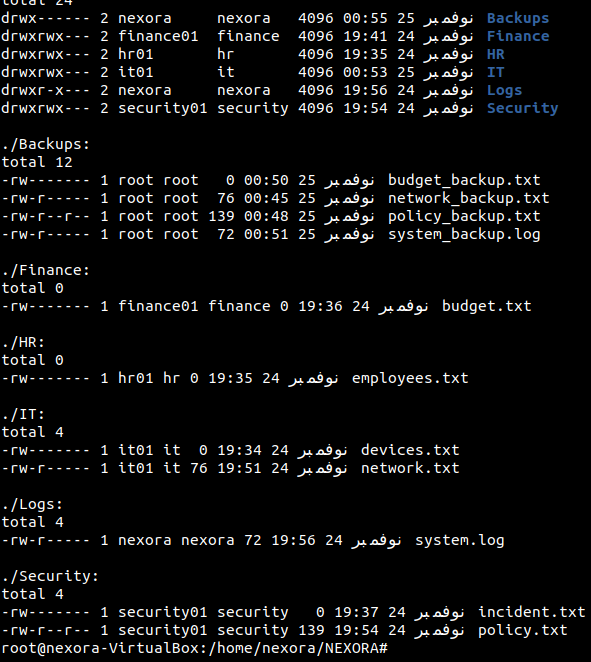 total 24
drwx------ 2 nexora     nexora   4096 00:55 25 نوفمبر Backups
drwxrwx--- 2 finance01  finance  4096 19:41 24 نوفمبر Finance
drwxrwx--- 2 hr01       hr       4096 19:35 24 نوفمبر HR
drwxrwx--- 2 it01       it       4096 00:53 25 نوفمبر IT
drwxr-x--- 2 nexora     nexora   4096 19:56 24 نوفمبر Logs
drwxrwx--- 2 security01 security 4096 19:54 24 نوفمبر Security
./Backups:
total 12
-rw------- 1 root root   0 00:50 25 نوفمبر budget_backup.txt
-rw-r----- 1 root root  76 00:45 25 نوفمبر network_backup.txt
-rw-r--r-- 1 root root 139 00:48 25 نوفمبر policy_backup.txt
-rw-r----- 1 root root  72 00:51 25 نوفمبر system_backup.log
./Finance:
total 0
-rw------- 1 finance01 finance 0 19:36 24 نوفمبر budget.txt
./HR:
total 0
-rw------- 1 hr01 hr 0 19:35 24 نوفمبر employees.txt
./IT:
total 4
-rw------- 1 it01 it  0 19:34 24 نوفمبر devices.txt
-rw-r----- 1 it01 it 76 19:51 24 نوفمبر network.txt
./Logs:
total 4
-rw-r----- 1 nexora nexora 72 19:56 24 نوفمبر system.log
./Security:
total 4
-rw------- 1 security01 security   0 19:37 24 نوفمبر incident.txt
-rw-r--r-- 1 security01 security 139 19:54 24 نوفمبر policy.txt
root@nexora-VirtualBox:/home/nexora/NEXORA#